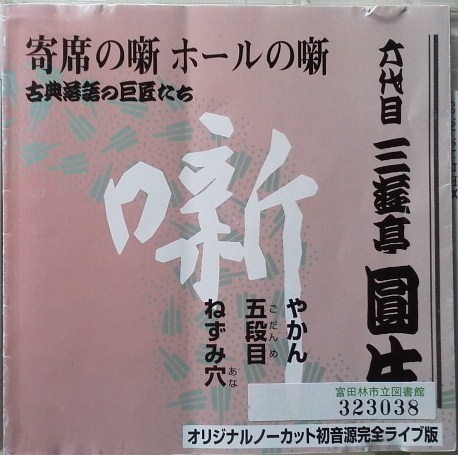 寄席の噺 ホールの噺
古典落語の巨匠たち
六代目 三遊亭 圓生
噺
やかん
五段目
ごだんめ
ねずみ穴
あな
富田林市立図書館
323038
オリジナルノーカット初音源完全ライブ版